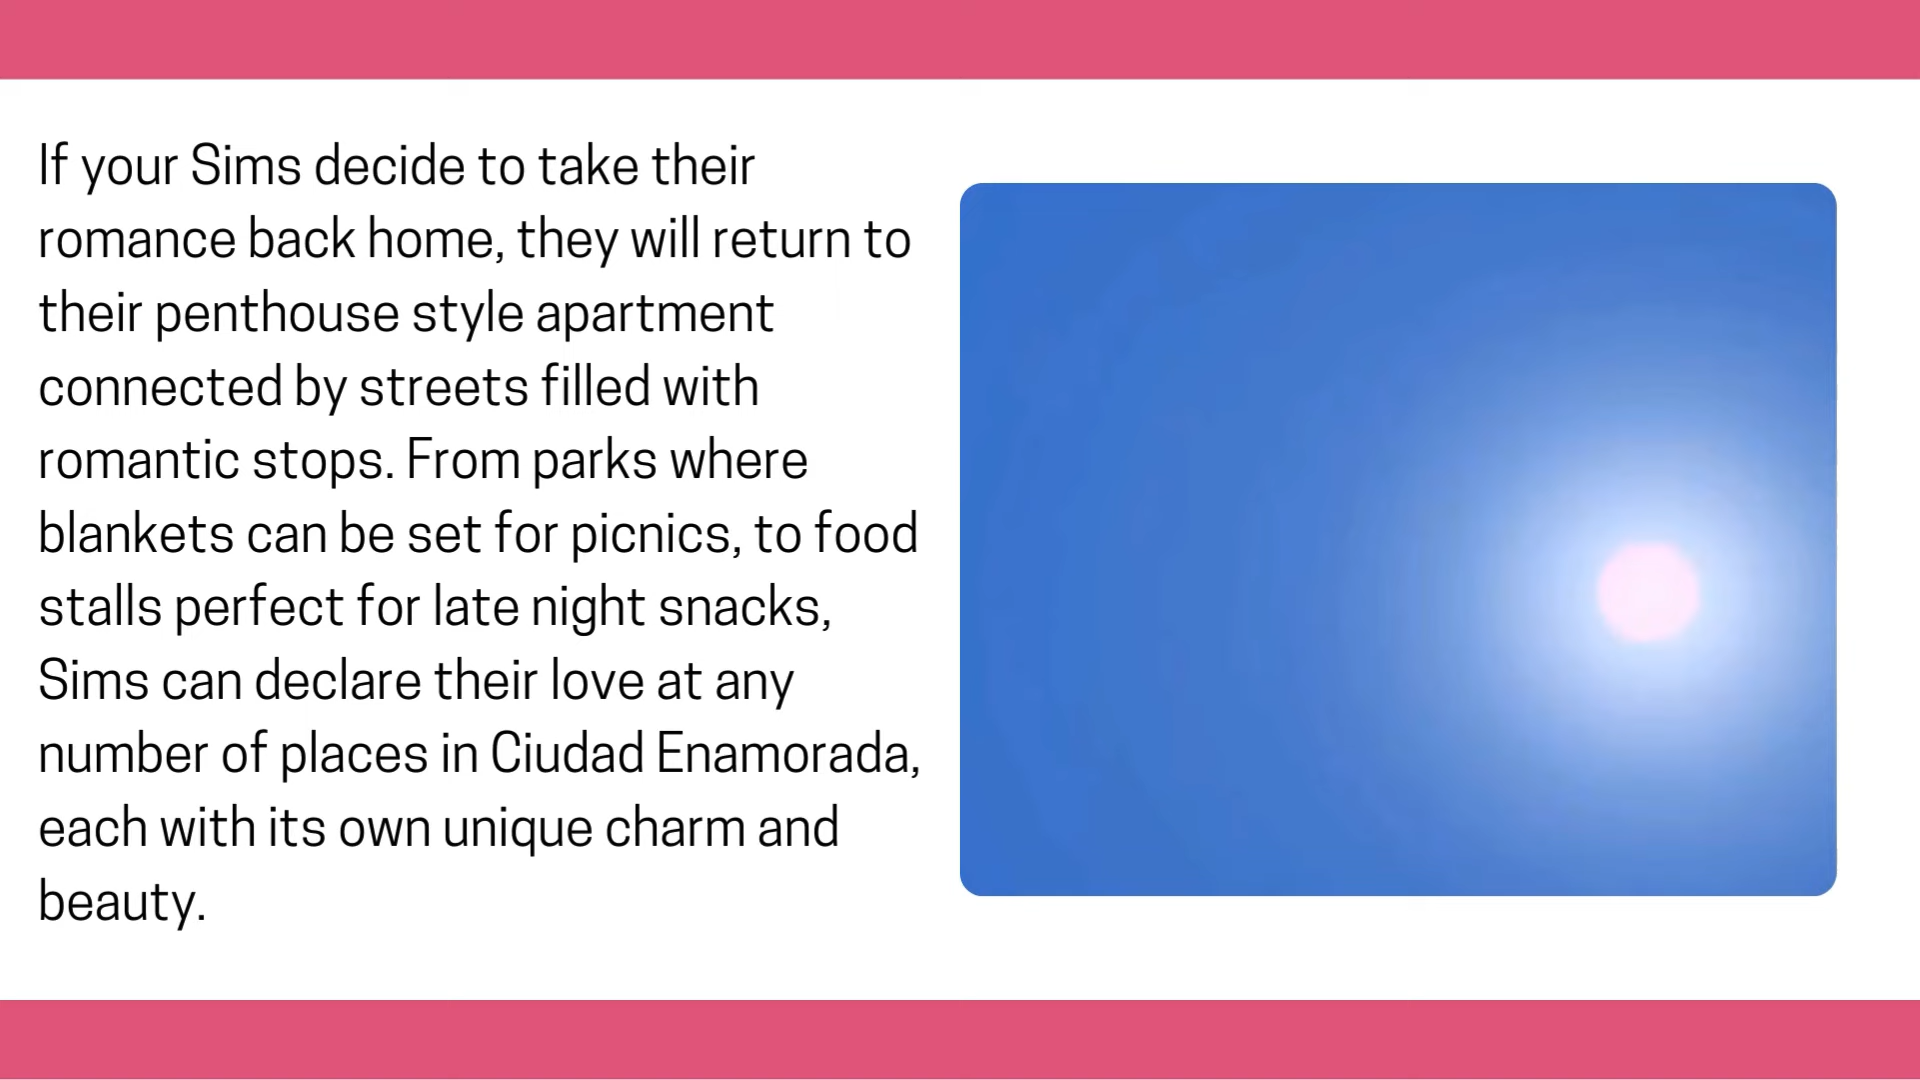 If your Sims decide to take their
romance back home, they will return to
their penthouse style apartment
connected by streets filled with
romantic stops. From parks where
blankets can be set for picnics, to food
stalls perfect for late night snacks,
Sims can declare their love at any
number of places in Ciudad Enamorada,
each with its own unique charm and
beauty.